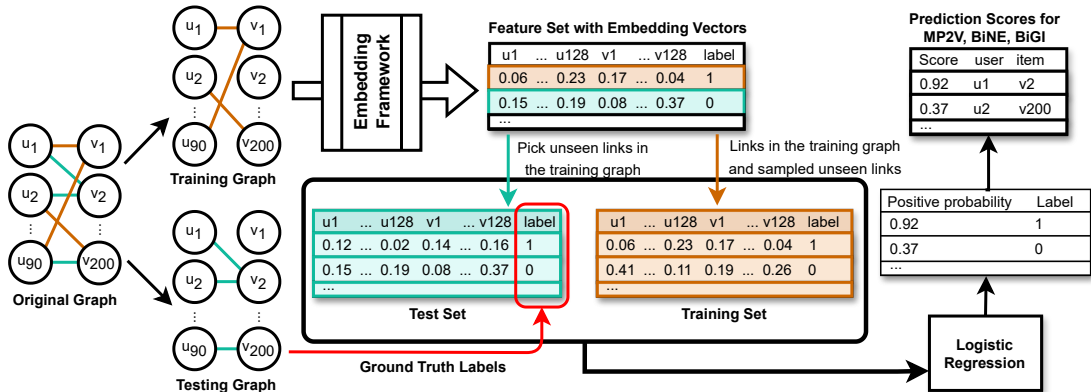 u1 v1
u2 v2
⋮ ⋮
u90 v200
Original Graph
u1 v1
u2 v2
⋮ ⋮
u90 v200
Training Graph
u1 v1
u2 v2
⋮ ⋮
u90 v200
Testing Graph
Embedding
Framework
Feature Set with Embedding Vectors
u1 ... u128 v1 ... v128 label
0.06 ... 0.23 0.17 ... 0.04 1
0.15 ... 0.19 0.08 ... 0.37 0
...
Pick unseen links in
the training graph
Links in the training graph
and sampled unseen links
u1 ... u128 v1 ... v128 label
0.12 ... 0.02 0.14 ... 0.16 1
0.15 ... 0.19 0.08 ... 0.37 0
...
Test Set
u1 ... u128 v1 ... v128 label
0.06 ... 0.23 0.17 ... 0.04 1
0.41 ... 0.11 0.19 ... 0.26 0
...
Training Set
Ground Truth Labels
Logistic
Regression
Positive probability Label
0.92 1
0.37 0
...
Prediction Scores for
MP2V, BiNE, BiGI
Score user item
0.92 u1 v2
0.37 u2 v200
...